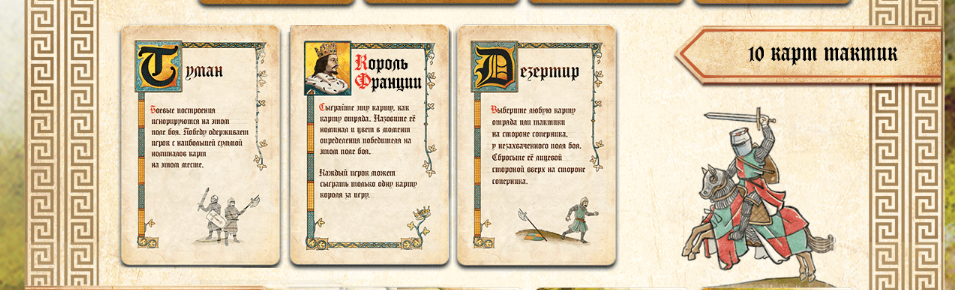 Туман
Боевые построения
игнорируются на этом
поле боя. Победу одерживает
игрок с наибольшей суммой
номиналов карт
на этом месте.
Король
Франции
Сыграйте эту карту, как
карту отряда. Назовите её
номинал и цвет в момент
определения победителя на
этом поле боя.
Каждый игрок может
сыграть только одну карту
короля за игру.
Дезертир
Выберите любую карту
отряда или тактики
на стороне соперника,
у незахваченного поля боя.
Сбросьте её лицевой
стороной вверх на стороне
соперника.
10 карт тактик